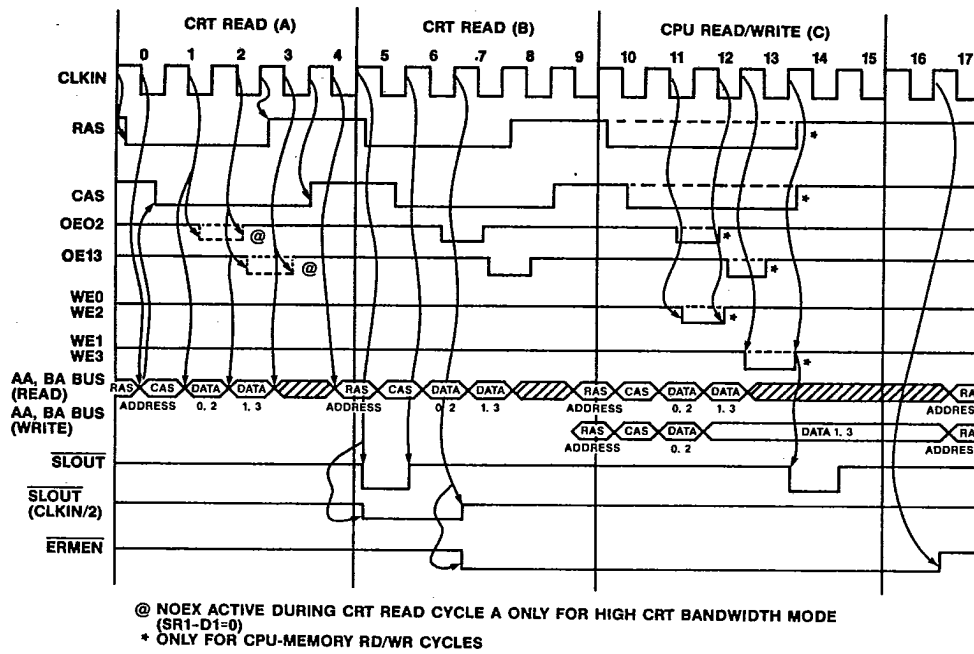 CRT READ (A) CRT READ (B) CPU READ/WRITE (C)
0 1 2 3 4 5 6 .7 8 9 10 11 12 13 14 15 16 17
CLKIN
RAS
*
CAS
*
OEO2
@ *
OE13
@ *
WE0
WE2
*
WE1
WE3
*
AA, BA BUS
(READ)
RAS CAS DATA DATA RAS CAS DATA DATA RAS CAS DATA DATA RA
ADDRESS 0, 2 1, 3 ADDRESS 0, 2 1, 3 ADDRESS 0, 2 1, 3 ADDRESS
AA, BA BUS
(WRITE)
RAS CAS DATA DATA 1, 3 RA
ADDRESS 0, 2 ADDRESS
SLOUT
SLOUT
(CLKIN/2)
ERMEN
@ NOEX ACTIVE DURING CRT READ CYCLE A ONLY FOR HIGH CRT BANDWIDTH MODE
(SR1-D1=0)
* ONLY FOR CPU-MEMORY RD/WR CYCLES